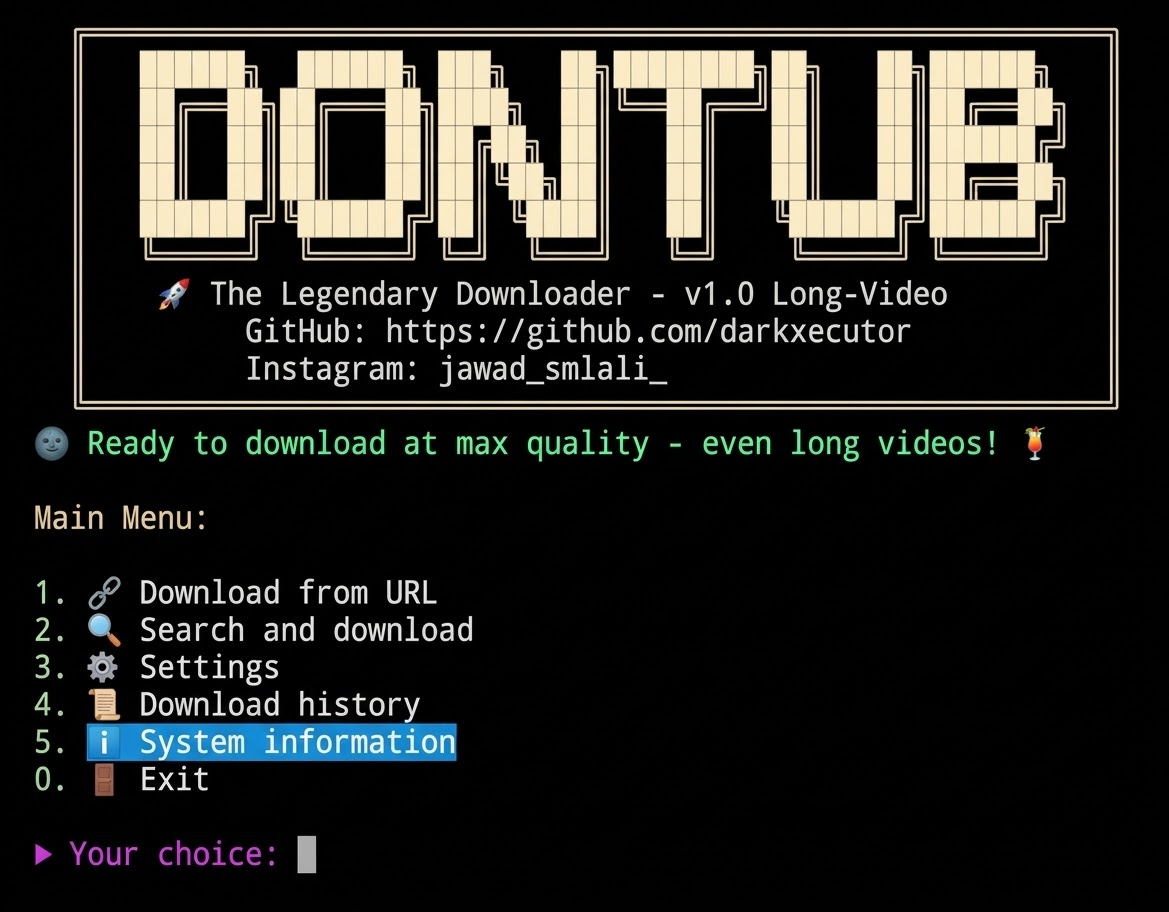 DONTUB
🚀 The Legendary Downloader - v1.0 Long-Video
GitHub: https://github.com/darkxecutor
Instagram: jawad_smlali_
🌚 Ready to download at max quality - even long videos! 🍹
Main Menu:
1. 🔗 Download from URL
2. 🔍 Search and download
3. ⚙️ Settings
4. 📜 Download history
5. ℹ️ System information
0. 🚪 Exit
▶ Your choice: